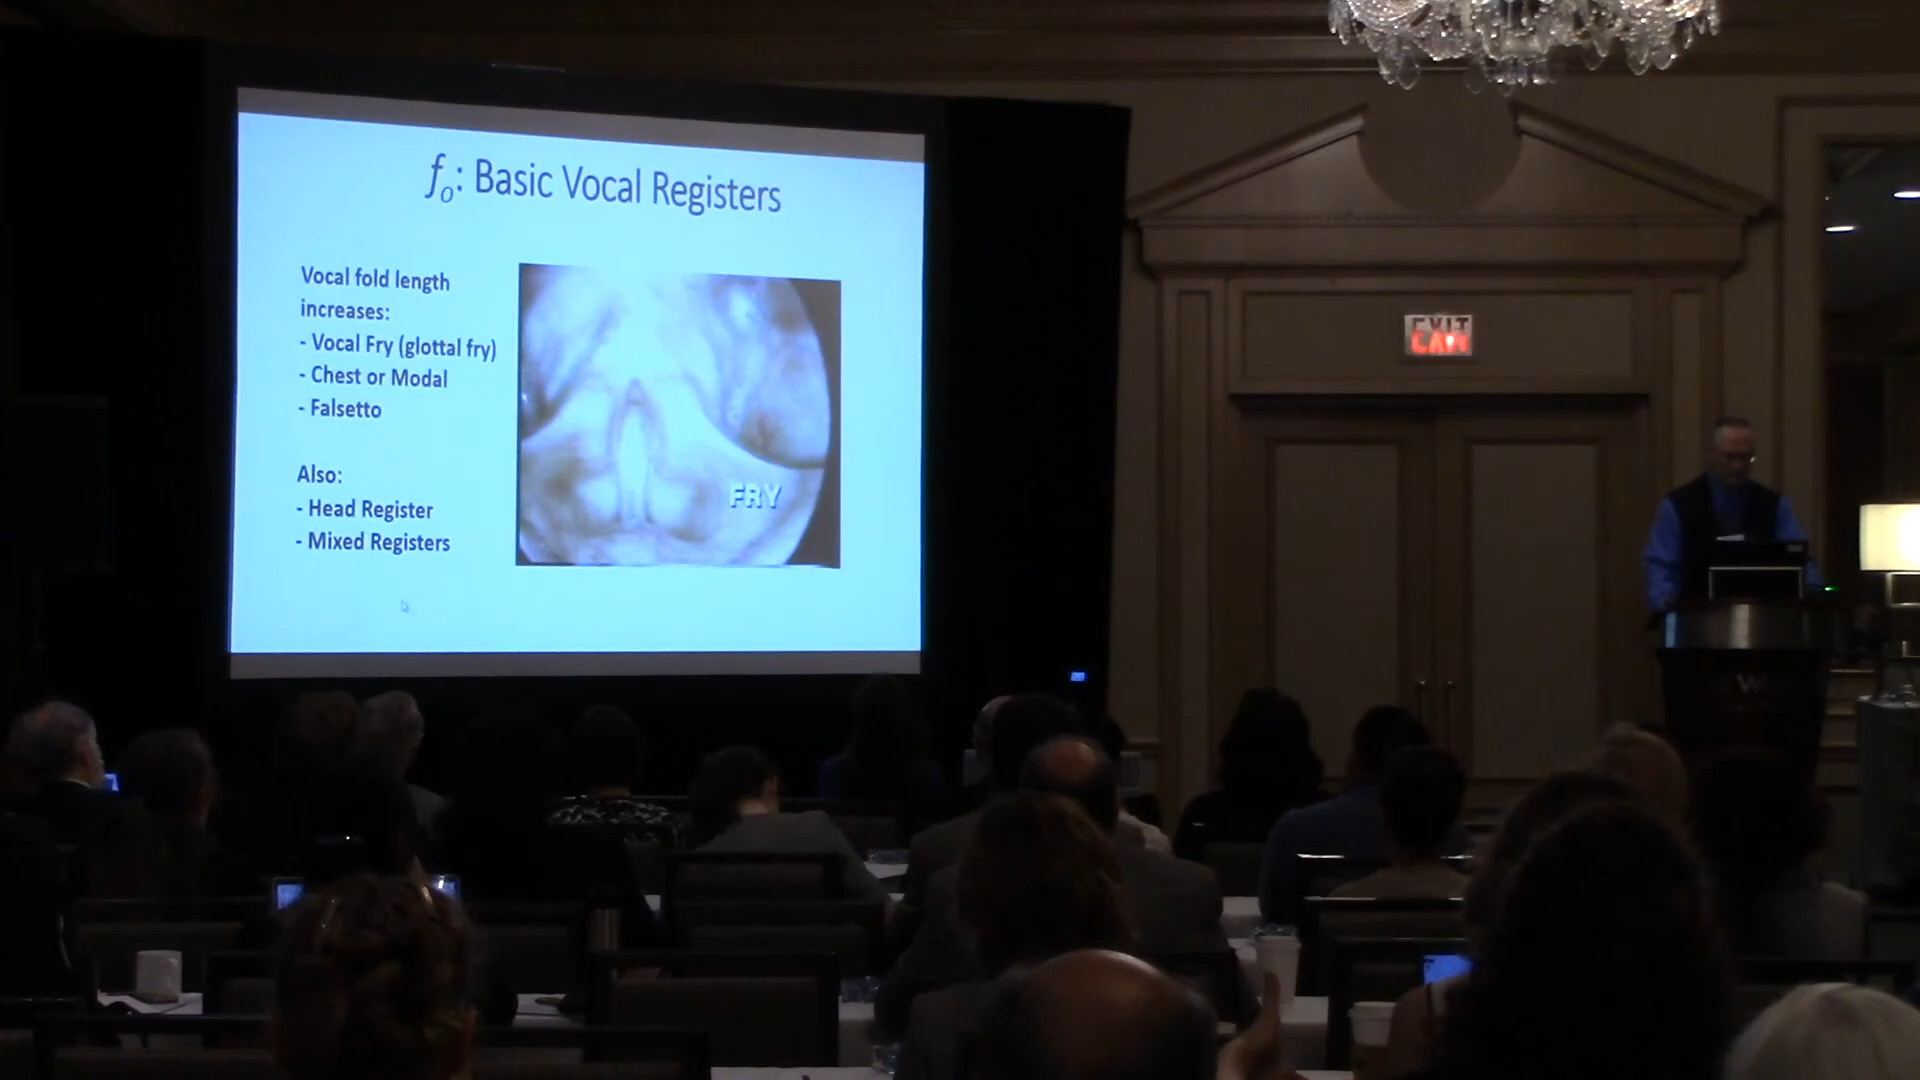 fo: Basic Vocal Registers
Vocal fold length
increases:
- Vocal Fry (glottal fry)
- Chest or Modal
- Falsetto
Also:
- Head Register
- Mixed Registers
FRY
EXIT
W